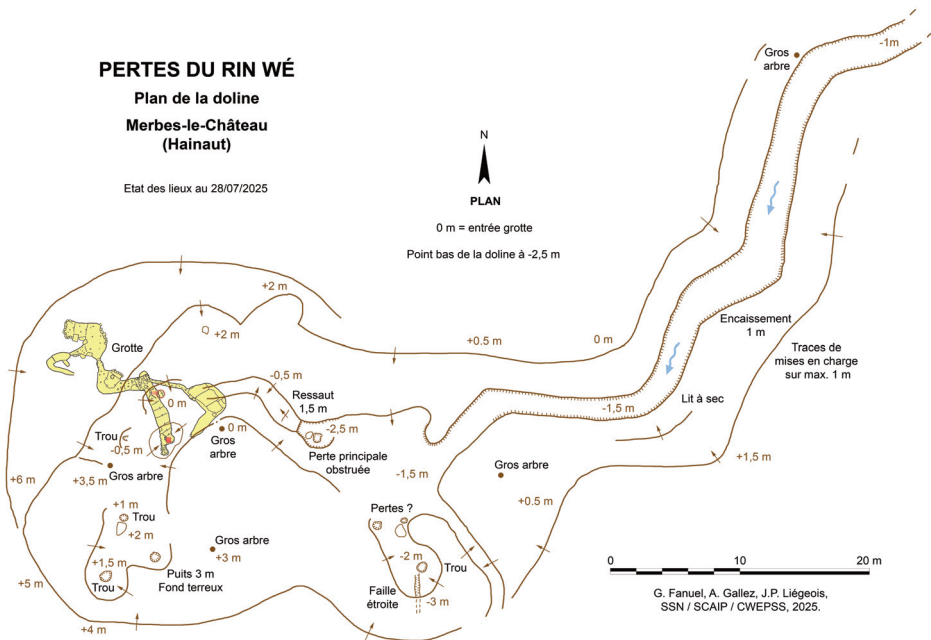 PERTES DU RIN WÉ
Plan de la doline
Merbes-le-Château
(Hainaut)
Etat des lieux au 28/07/2025
N
PLAN
0 m = entrée grotte
Point bas de la doline à -2,5 m
Gros
arbre
-1m
+2 m
+2 m
Grotte
+0.5 m
0 m
Encaissement
1 m
Traces de
mises en charge
sur max. 1 m
-0,5 m
Ressaut
1,5 m
-1,5 m
Lit à sec
0 m
0 m
Gros
arbre
-2,5 m
Perte principale
obstruée
Trou
-0,5 m
Gros arbre
+3,5 m
+6 m
-1,5 m
Gros arbre
+0.5 m
+1,5 m
+1 m
Trou
+2 m
Pertes ?
Gros arbre
+3 m
+1,5 m
Trou
Puits 3 m
Fond terreux
-2 m
Trou
Faille
étroite
-3 m
+5 m
+4 m
0
10
20 m
G. Fanuel, A. Gallez, J.P. Liégeois,
SSN / SCAIP / CWEPSS, 2025.